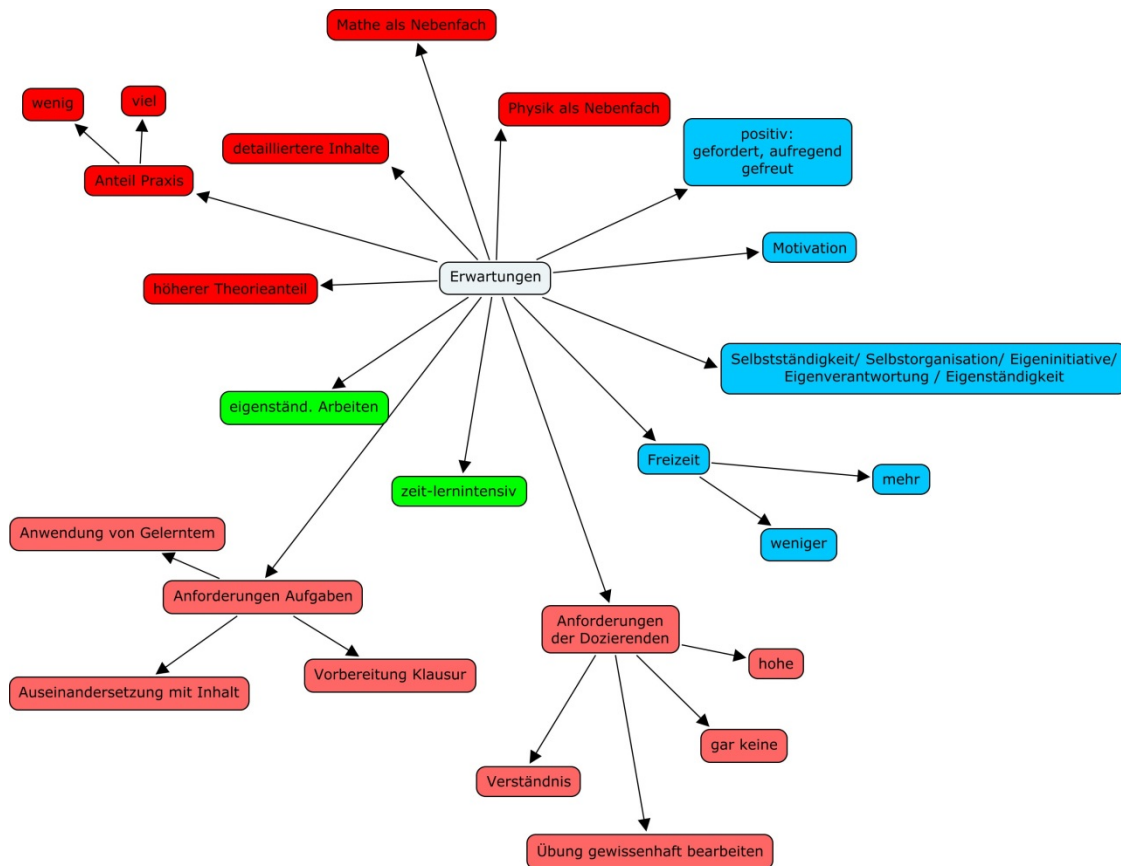 Mathe als Nebenfach
wenig
viel
Physik als Nebenfach
detailliertere Inhalte
positiv:
gefordert, aufregend
gefreut
Anteil Praxis
Motivation
Erwartungen
höherer Theorieanteil
Selbstständigkeit/ Selbstorganisation/ Eigeninitiative/
Eigenverantwortung / Eigenständigkeit
eigenständ. Arbeiten
Freizeit
mehr
zeit-lernintensiv
weniger
Anwendung von Gelerntem
Anforderungen Aufgaben
Anforderungen
der Dozierenden
hohe
Vorbereitung Klausur
Auseinandersetzung mit Inhalt
gar keine
Verständnis
Übung gewissenhaft bearbeiten